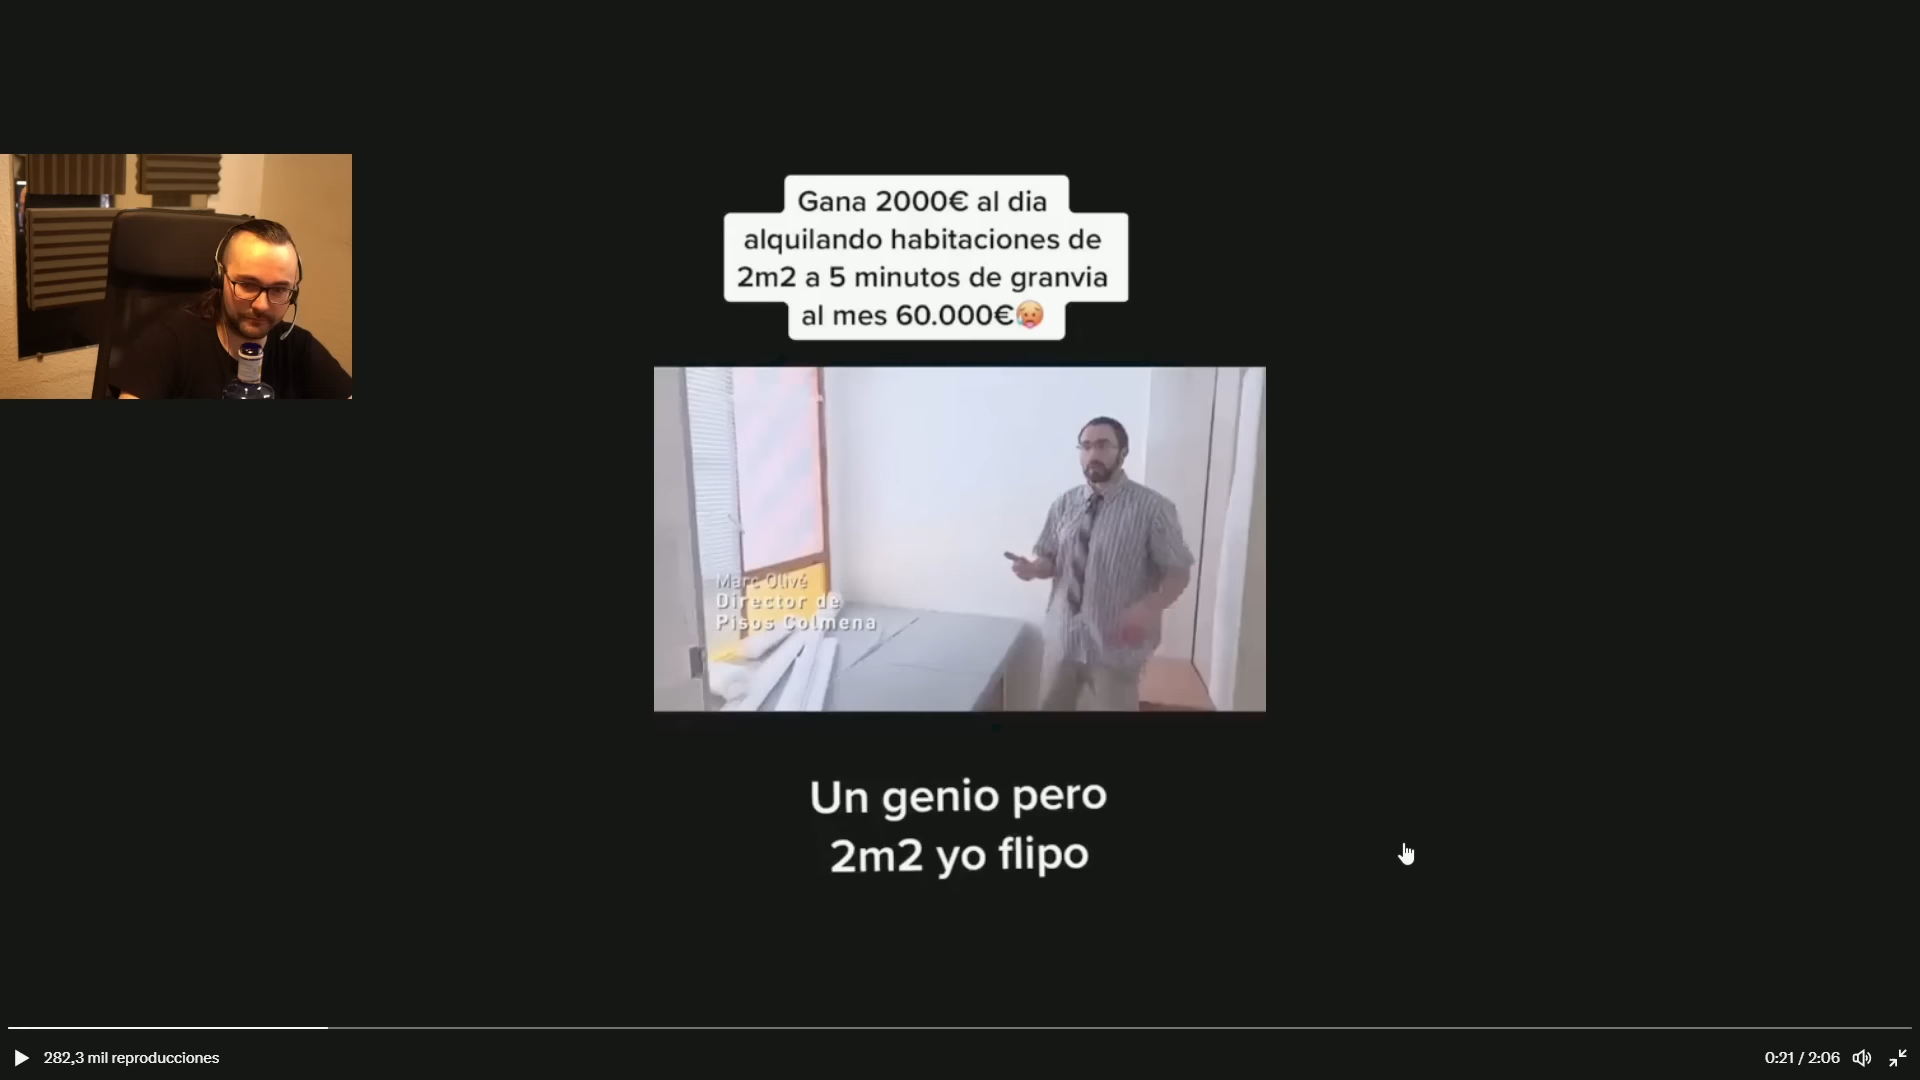 Gana 2000€ al dia
alquilando habitaciones de
2m2 a 5 minutos de granvia
al mes 60.000€🥵
Marc Olivé
Director de
Pisos Colmena
Un genio pero
2m2 yo flipo
282,3 mil reproducciones
0:21 / 2:06